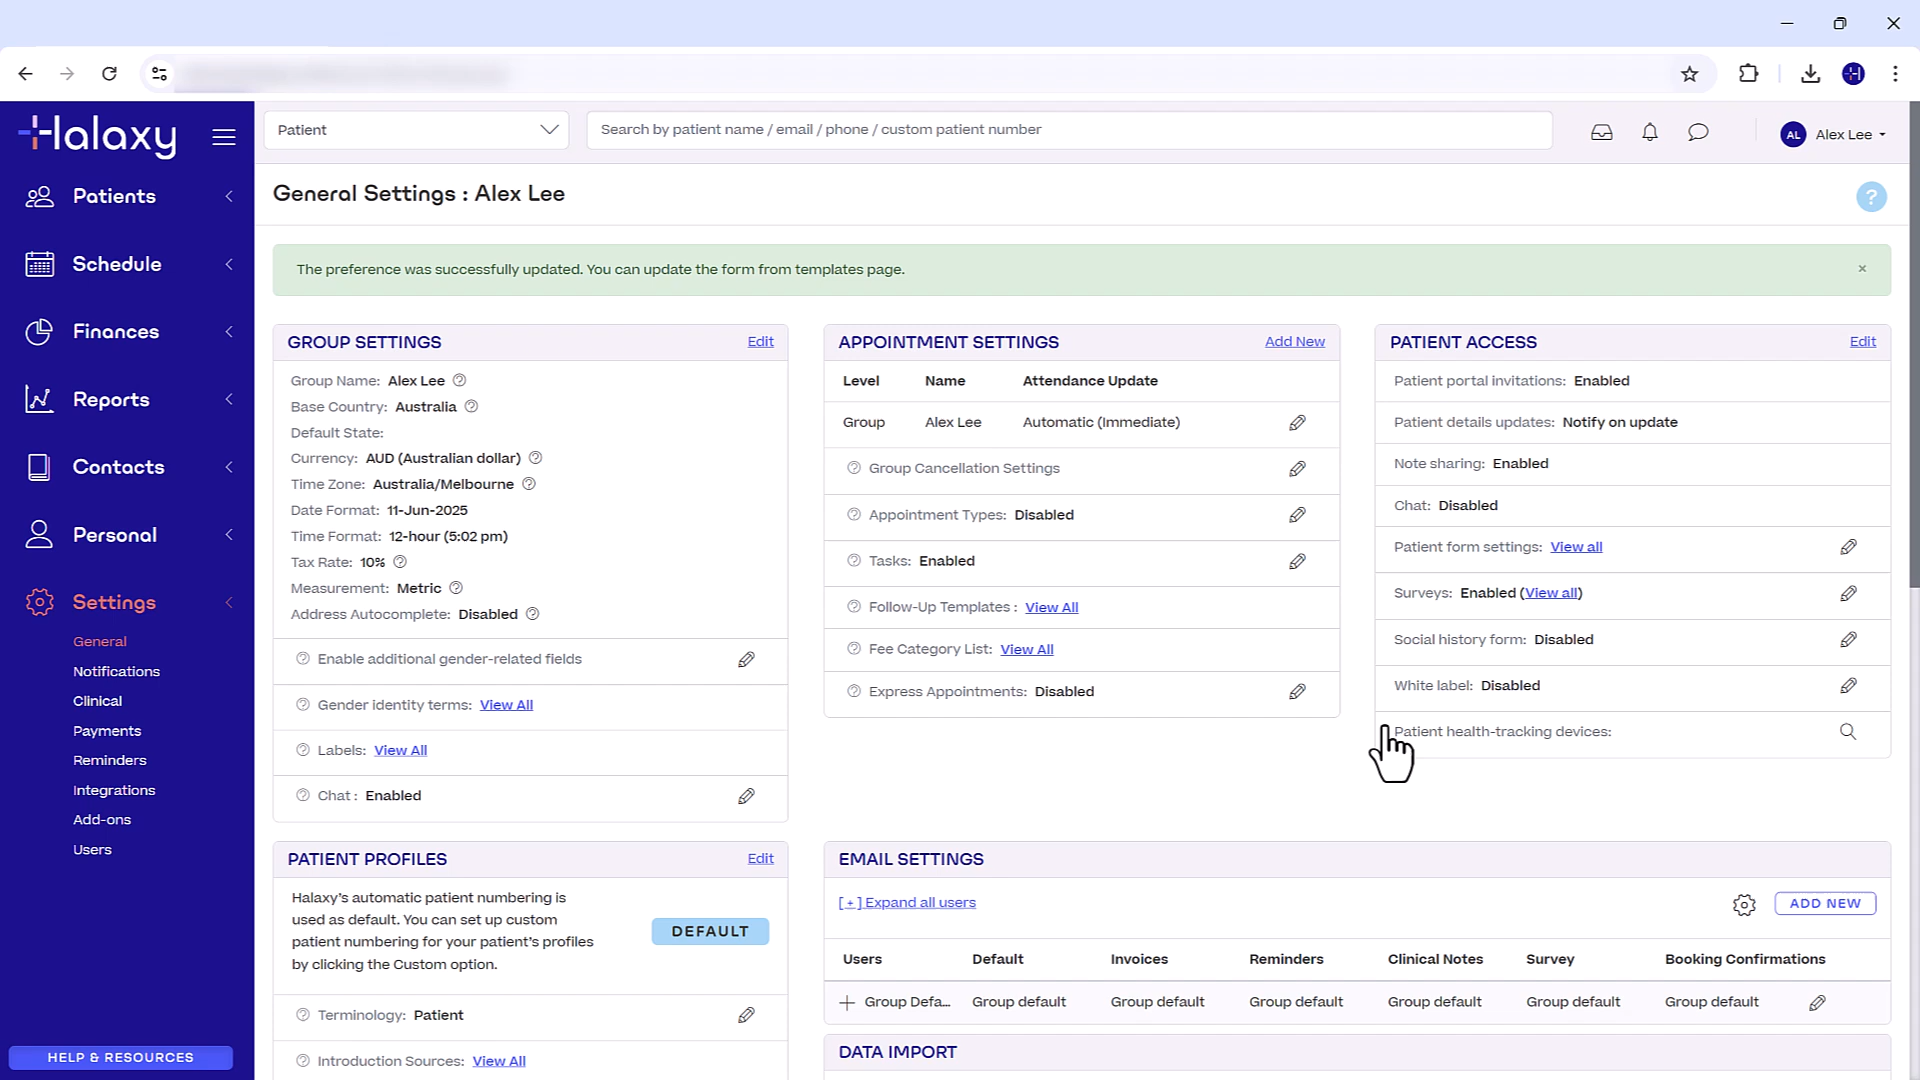 Halaxy
Patient
Search by patient name / email / phone / custom patient number
AL
Alex Lee
Patients
Schedule
Finances
Reports
Contacts
Personal
Settings
General
Notifications
Clinical
Payments
Reminders
Integrations
Add-ons
Users
HELP & RESOURCES
General Settings : Alex Lee
?
The preference was successfully updated. You can update the form from templates page.
×
GROUP SETTINGS
Edit
Group Name: Alex Lee
Base Country: Australia
Default State:
Currency: AUD (Australian dollar)
Time Zone: Australia/Melbourne
Date Format: 11-Jun-2025
Time Format: 12-hour (5:02 pm)
Tax Rate: 10%
Measurement: Metric
Address Autocomplete: Disabled
Enable additional gender-related fields
Gender identity terms: View All
Labels: View All
Chat : Enabled
APPOINTMENT SETTINGS
Add New
Level Name Attendance Update
Group Alex Lee Automatic (Immediate)
Group Cancellation Settings
Appointment Types: Disabled
Tasks: Enabled
Follow-Up Templates : View All
Fee Category List: View All
Express Appointments: Disabled
PATIENT ACCESS
Edit
Patient portal invitations: Enabled
Patient details updates: Notify on update
Note sharing: Enabled
Chat: Disabled
Patient form settings: View all
Surveys: Enabled (View all)
Social history form: Disabled
White label: Disabled
Patient health-tracking devices:
PATIENT PROFILES
Edit
Halaxy's automatic patient numbering is
used as default. You can set up custom
patient numbering for your patient's profiles
by clicking the Custom option.
DEFAULT
Terminology: Patient
Introduction Sources: View All
EMAIL SETTINGS
[ + ] Expand all users
ADD NEW
Users Default Invoices Reminders Clinical Notes Survey Booking Confirmations
Group Defa... Group default Group default Group default Group default Group default Group default
DATA IMPORT